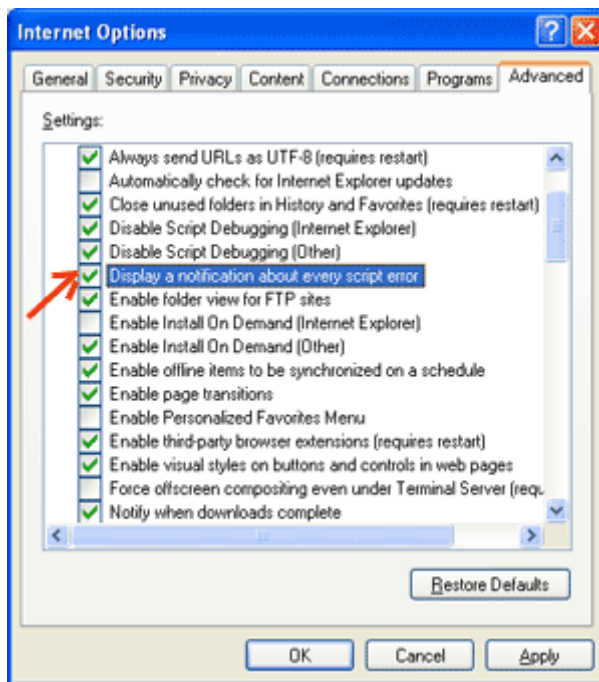 Internet Options
General Security Privacy Content Connections Programs Advanced
Settings:
Always send URLs as UTF-8 (requires restart)
Automatically check for Internet Explorer updates
Close unused folders in History and Favorites (requires restart)
Disable Script Debugging (Internet Explorer)
Disable Script Debugging (Other)
Display a notification about every script error
Enable folder view for FTP sites
Enable Install On Demand (Internet Explorer)
Enable Install On Demand (Other)
Enable offline items to be synchronized on a schedule
Enable page transitions
Enable Personalized Favorites Menu
Enable third-party browser extensions (requires restart)
Enable visual styles on buttons and controls in web pages
Force offscreen compositing even under Terminal Server (requ
Notify when downloads complete
Restore Defaults
OK Cancel Apply